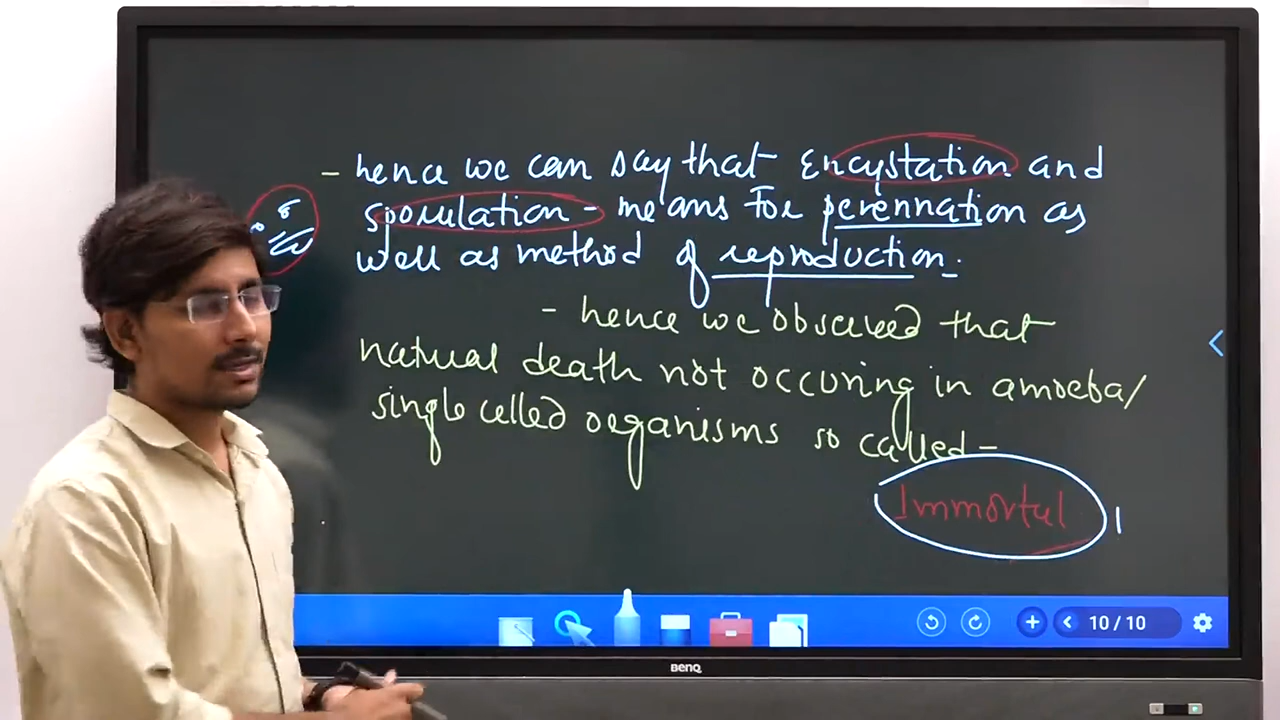 - hence we can say that Encystation and
sporulation - means for perennation as
well as method of reproduction.
- hence we observed that
natural death not occuring in amoeba/
single celled organisms so called -
Immortal
10/10
BenQ